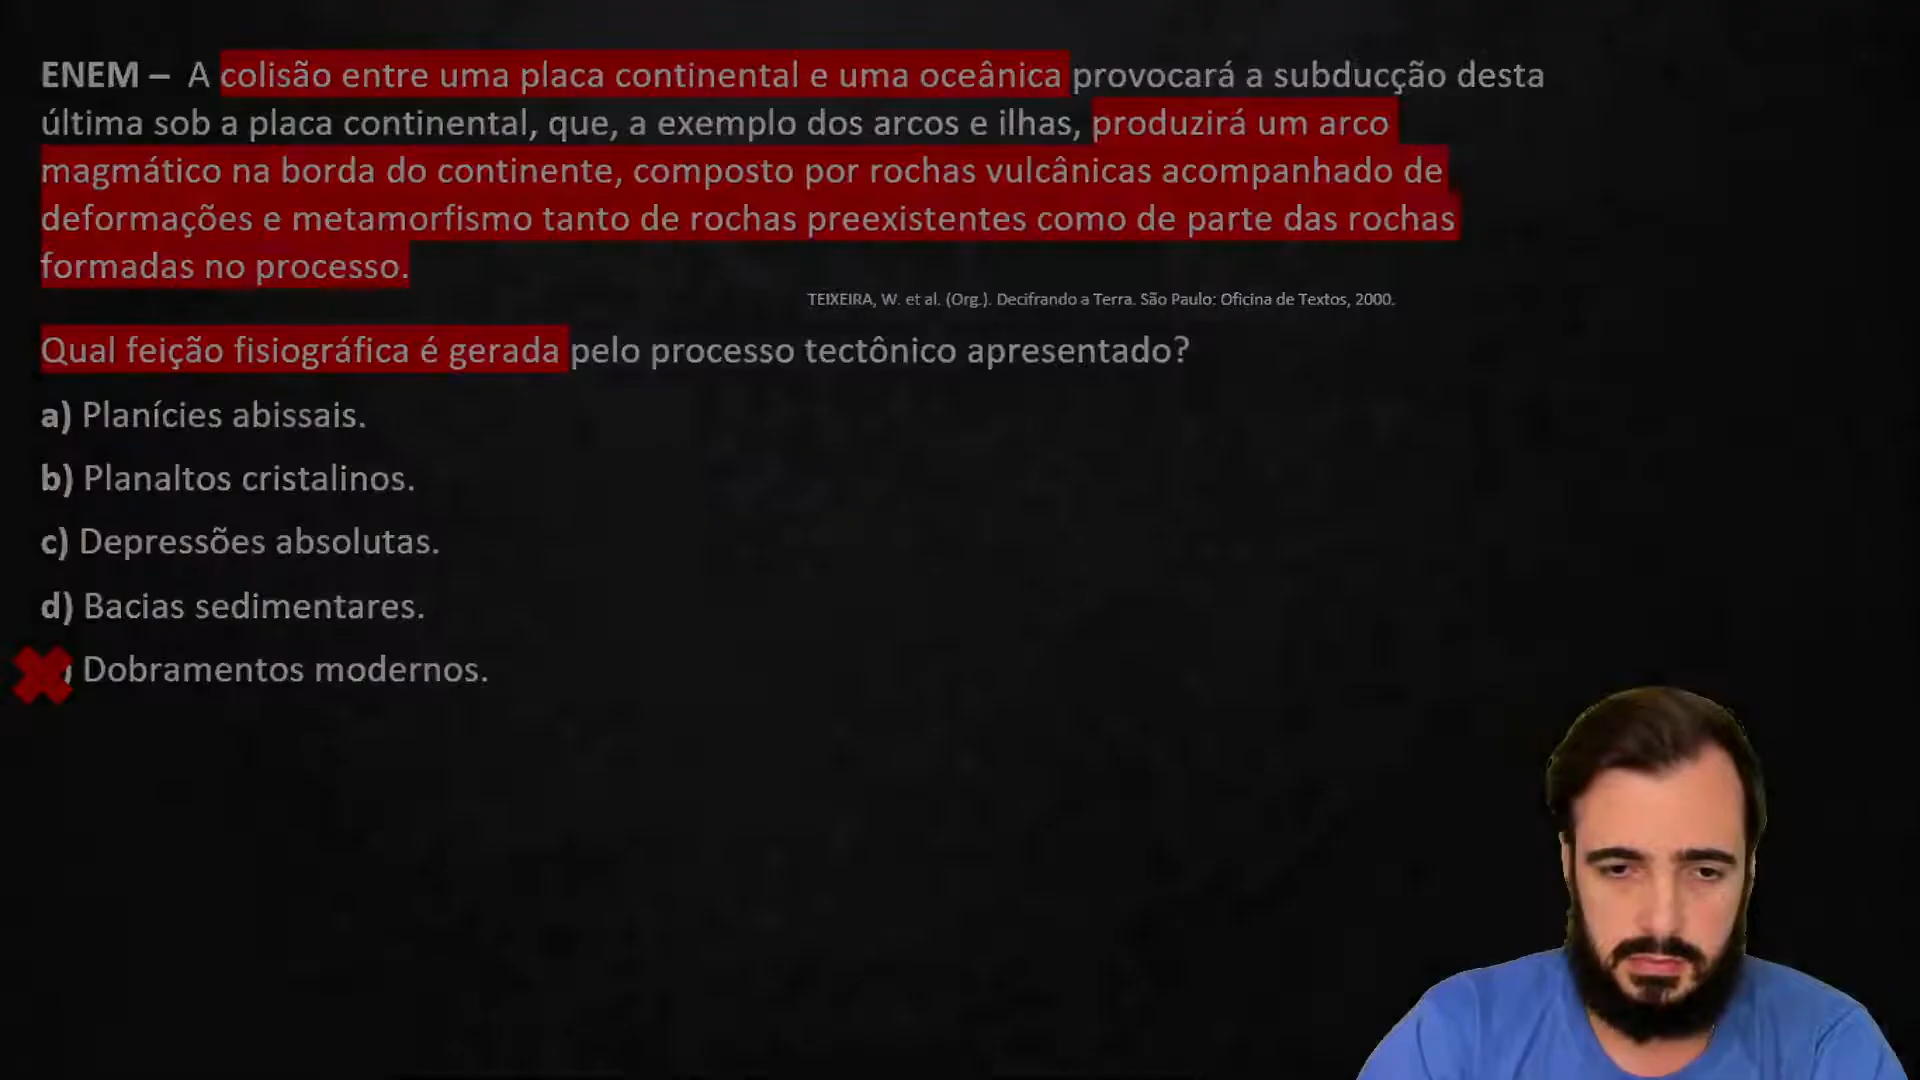 ENEM – A colisão entre uma placa continental e uma oceânica provocará a subducção desta
última sob a placa continental, que, a exemplo dos arcos e ilhas, produzirá um arco
magmático na borda do continente, composto por rochas vulcânicas acompanhado de
deformações e metamorfismo tanto de rochas preexistentes como de parte das rochas
formadas no processo.
TEIXEIRA, W. et al. (Org.). Decifrando a Terra. São Paulo: Oficina de Textos, 2000.
Qual feição fisiográfica é gerada pelo processo tectônico apresentado?
a) Planícies abissais.
b) Planaltos cristalinos.
c) Depressões absolutas.
d) Bacias sedimentares.
) Dobramentos modernos.